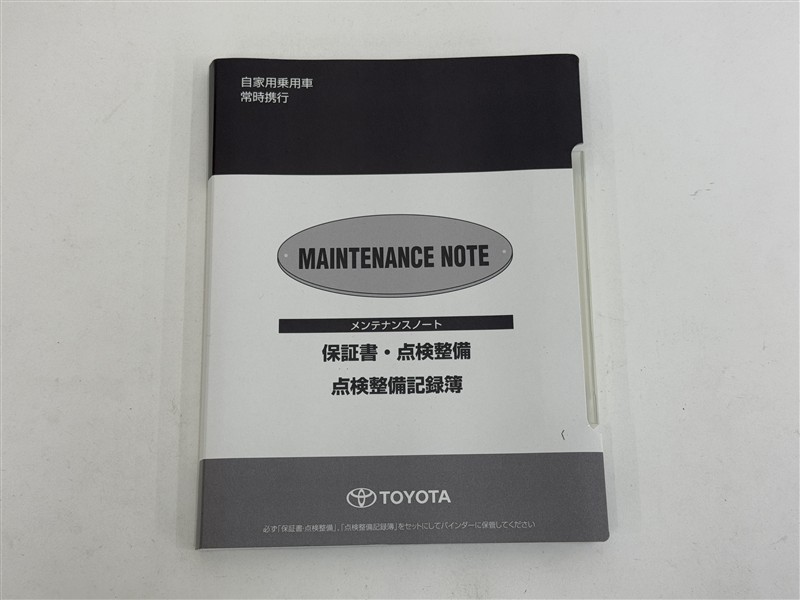 自家用乗用車
常時携行
MAINTENANCE NOTE
メンテナンスノート
保証書・点検整備
点検整備記録簿
TOYOTA
必ず「保証書・点検整備」、「点検整備記録簿」をセットにしてバインダーに保管してください